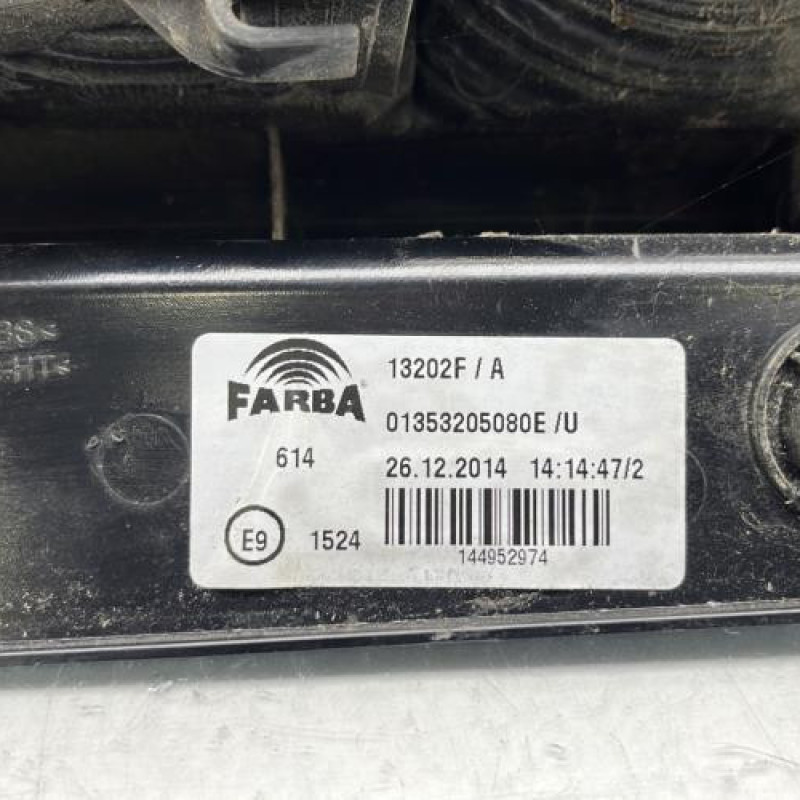 FARBA®
13202F / A
01353205080E /U
614
26.12.2014 14:14:47/2
E9
1524
144952974